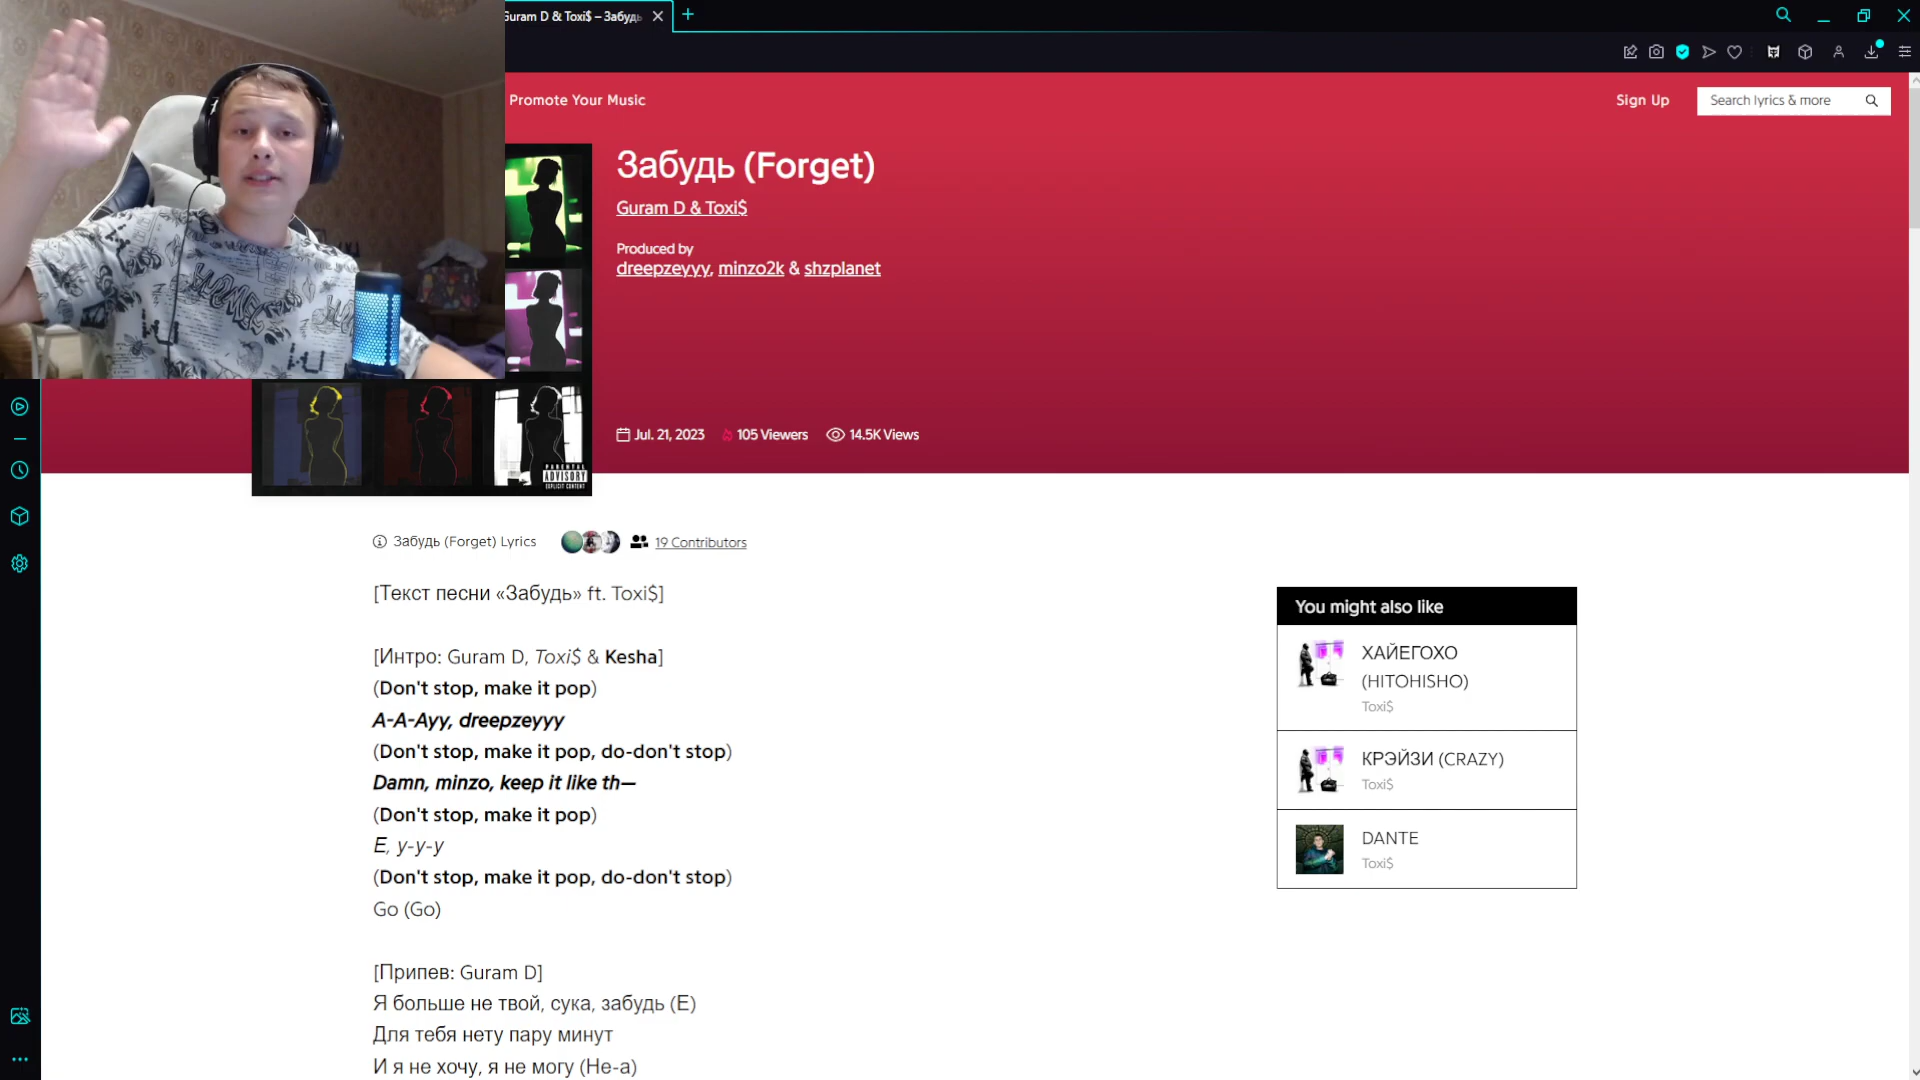 Guram D & Toxi$ – Забудь
Promote Your Music
Sign Up
Search lyrics & more
Забудь (Forget)
Guram D & Toxi$
Produced by
dreepzeyyy, minzo2k & shzplanet
Jul. 21, 2023
105 Viewers
14.5K Views
PARENTAL
ADVISORY
EXPLICIT CONTENT
Забудь (Forget) Lyrics
19 Contributors
[Текст песни «Забудь» ft. Toxi$]
[Интро: Guram D, Toxi$ & Kesha]
(Don't stop, make it pop)
A-A-Ayy, dreepzeyyy
(Don't stop, make it pop, do-don't stop)
Damn, minzo, keep it like th—
(Don't stop, make it pop)
Е, у-у-у
(Don't stop, make it pop, do-don't stop)
Go (Go)
[Припев: Guram D]
Я больше не твой, сука, забудь (Е)
Для тебя нету пару минут
И я не хочу, я не могу (Не-а)
You might also like
ХАЙЕГОХО
(HITOHISHO)
Toxi$
КРЭЙЗИ (CRAZY)
Toxi$
DANTE
Toxi$